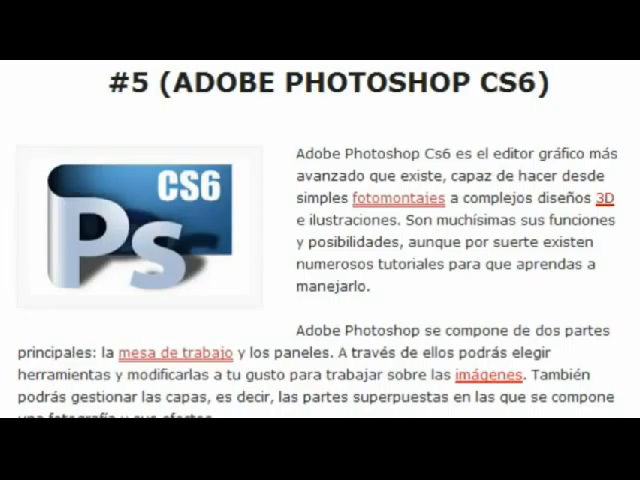 #5 (ADOBE PHOTOSHOP CS6)
CS6
Ps
Adobe Photoshop Cs6 es el editor gráfico más
avanzado que existe, capaz de hacer desde
simples fotomontajes a complejos diseños 3D
e ilustraciones. Son muchísimas sus funciones
y posibilidades, aunque por suerte existen
numerosos tutoriales para que aprendas a
manejarlo.
Adobe Photoshop se compone de dos partes
principales: la mesa de trabajo y los paneles. A través de ellos podrás elegir
herramientas y modificarlas a tu gusto para trabajar sobre las imágenes. También
podrás gestionar las capas, es decir, las partes superpuestas en las que se compone
una fotografía y sus efectos.